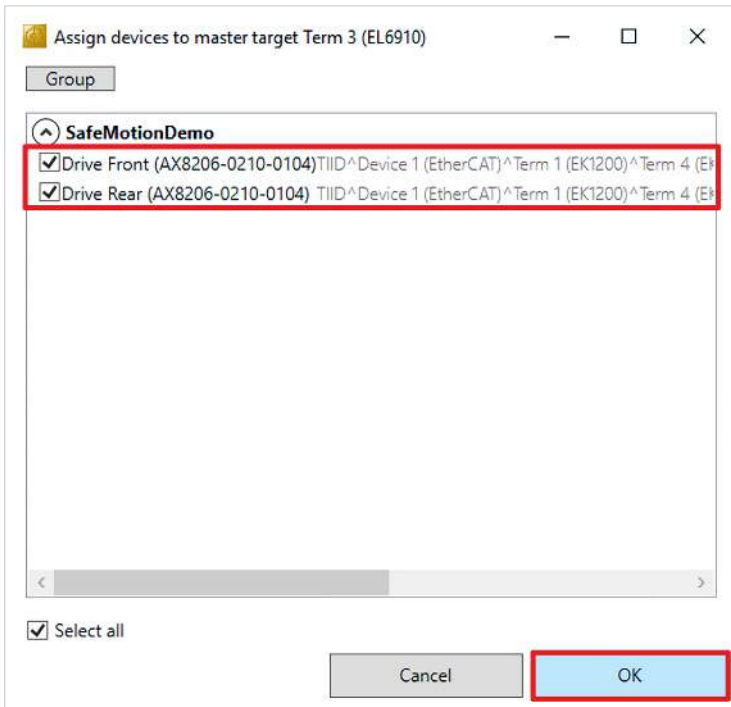 Assign devices to master target Term 3 (EL6910)
Group
SafeMotionDemo
Drive Front (AX8206-0210-0104) TIID^Device 1 (EtherCAT)^Term 1 (EK1200)^Term 4 (EK
Drive Rear (AX8206-0210-0104) TIID^Device 1 (EtherCAT)^Term 1 (EK1200)^Term 4 (EK
Select all
Cancel
OK